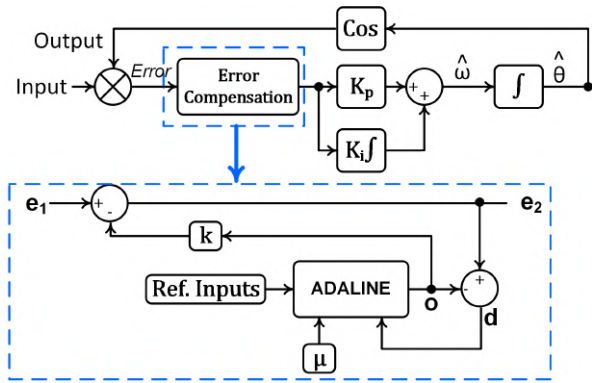 Cos
Output
Input
Error
Error
Compensation
Kp
+
+
ω̂
∫
θ̂
Ki∫
e1
+
-
e2
k
Ref. Inputs
ADALINE
o
-
+
d
μ